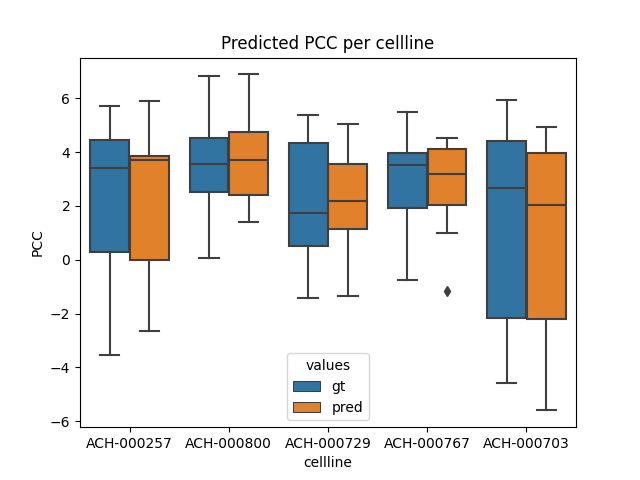 Predicted PCC per cellline
PCC
6
4
2
0
−2
−4
−6
values
gt
pred
ACH-000257 ACH-000800 ACH-000729 ACH-000767 ACH-000703
cellline